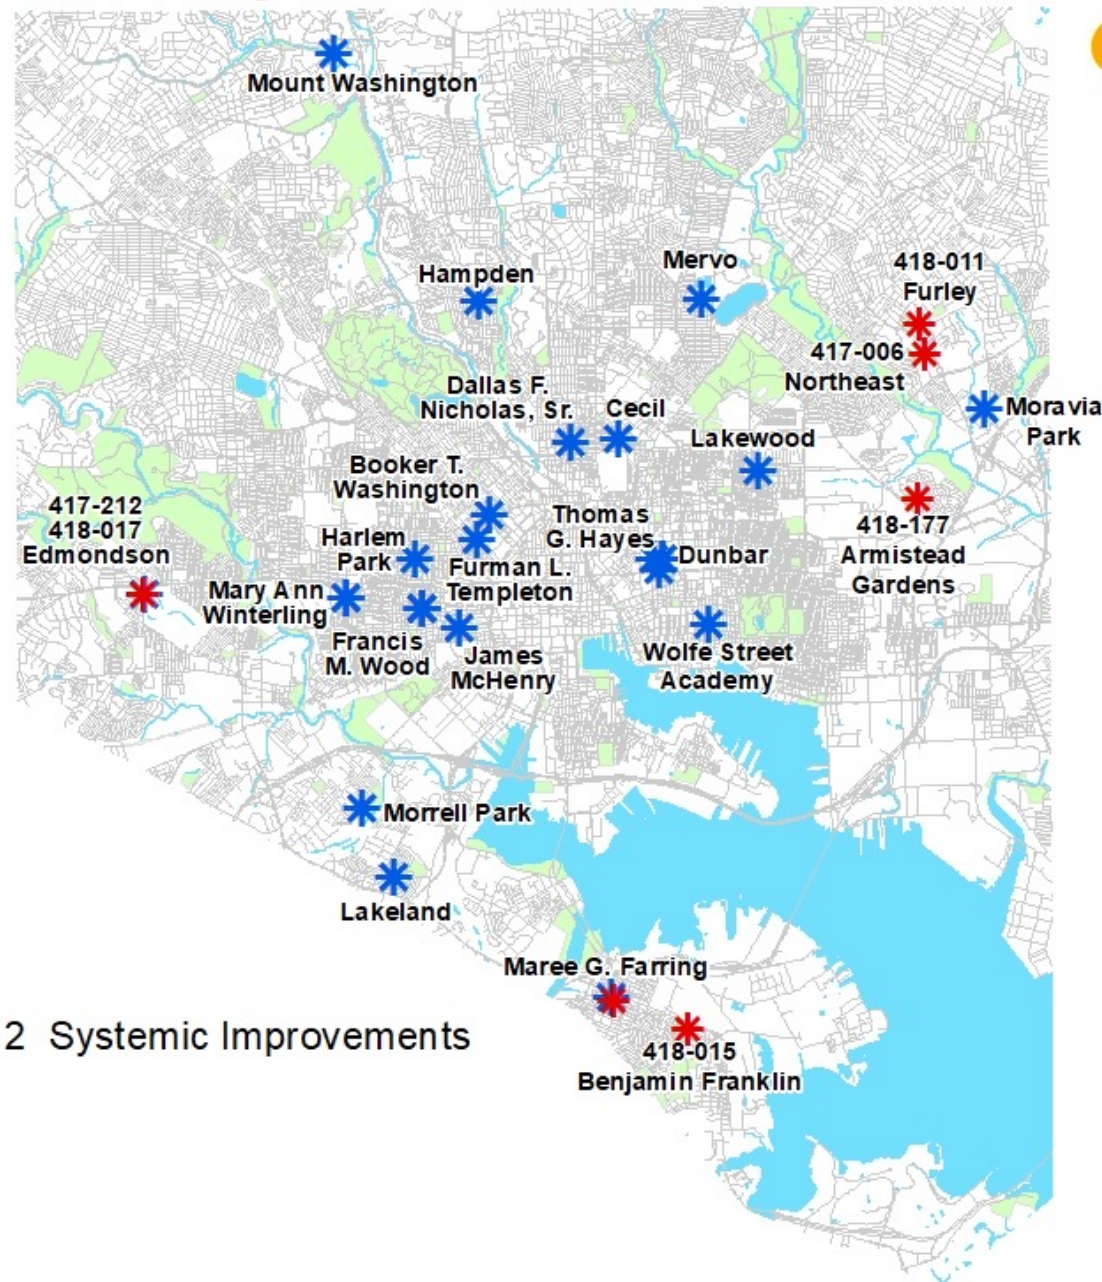 Mount Washington
Hampden
Mervo
418-011
Furley
417-006
Northeast
Dallas F.
Nicholas, Sr.
Cecil
Moravia
Park
Lakewood
Booker T.
Washington
417-212
418-017
Edmondson
Thomas
G. Hayes
418-177
Armistead
Gardens
Harlem
Park
Dunbar
Furman L.
Templeton
Mary Ann
Winterling
Francis
M. Wood
James
McHenry
Wolfe Street
Academy
Morrell Park
Lakeland
Maree G. Farring
2 Systemic Improvements
418-015
Benjamin Franklin